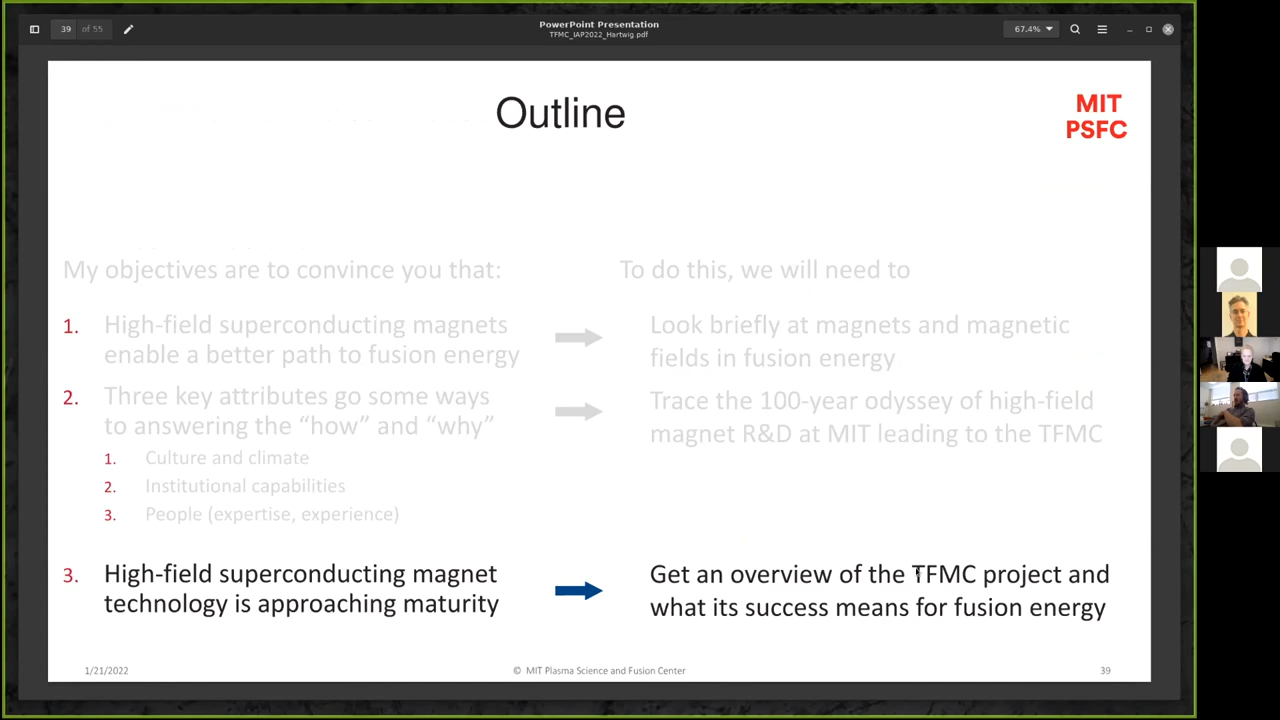 PowerPoint Presentation
TFMC_IAP2022_Hartwig.pdf
39 of 55
67.4%
Outline
MIT
PSFC
My objectives are to convince you that:
To do this, we will need to
1. High-field superconducting magnets
enable a better path to fusion energy
Look briefly at magnets and magnetic
fields in fusion energy
2. Three key attributes go some ways
to answering the “how” and “why”
Trace the 100-year odyssey of high-field
magnet R&D at MIT leading to the TFMC
1. Culture and climate
2. Institutional capabilities
3. People (expertise, experience)
3. High-field superconducting magnet
technology is approaching maturity
Get an overview of the TFMC project and
what its success means for fusion energy
1/21/2022
© MIT Plasma Science and Fusion Center
39